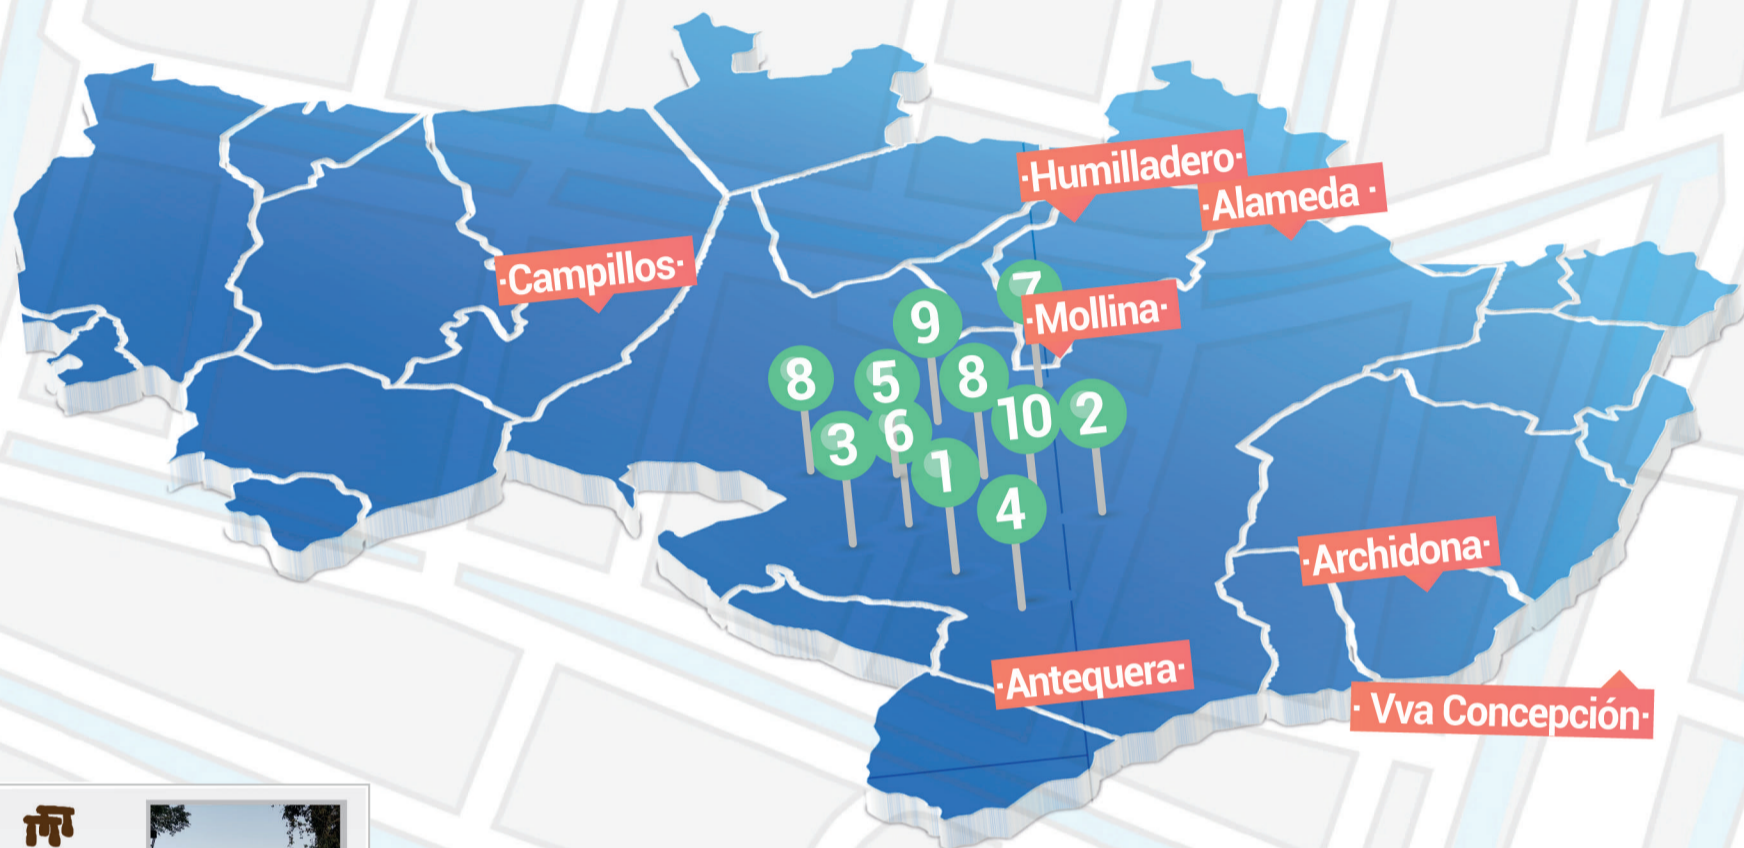 ·Humilladero·
·Alameda ·
·Campillos·
7
·Mollina·
9
8
5
8
10
2
3
6
1
4
·Archidona·
·Antequera·
· Vva Concepción·